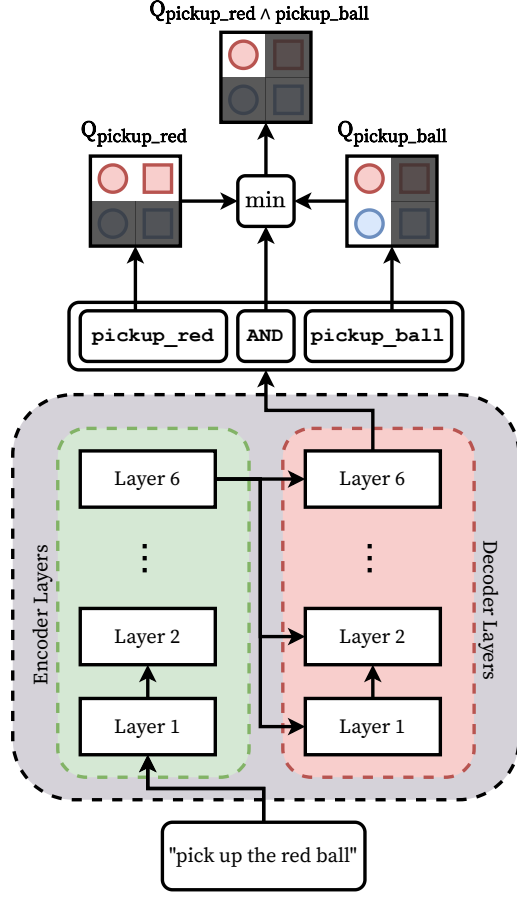 Qpickup_red ∧ pickup_ball
Qpickup_red
Qpickup_ball
min
pickup_red AND pickup_ball
Layer 6 Layer 6
⋮ ⋮
Encoder Layers
Decoder Layers
Layer 2 Layer 2
Layer 1 Layer 1
"pick up the red ball"